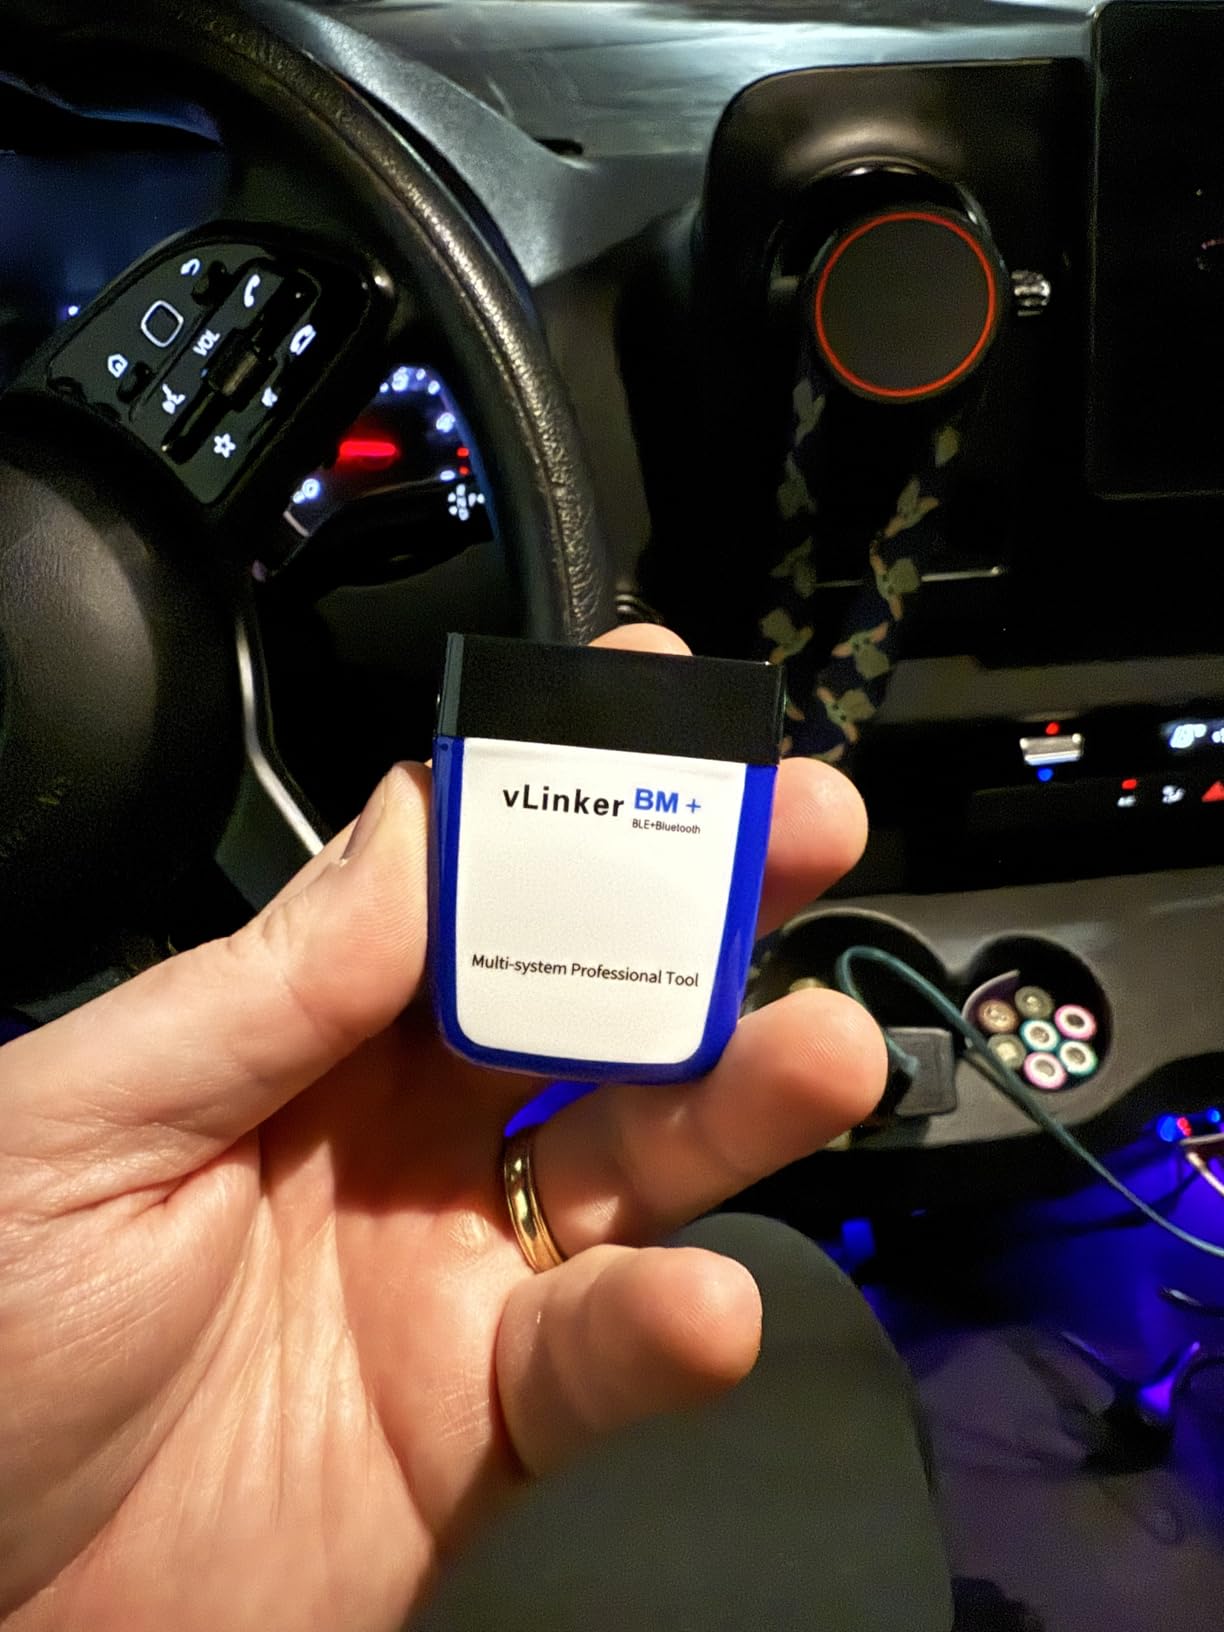 VOL
vLinker BM +
BLE+Bluetooth
Multi-system Professional Tool